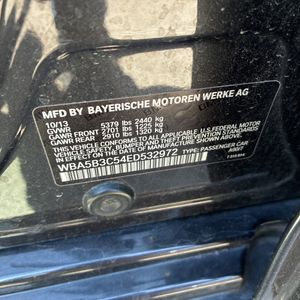 MFD BY BAYERISCHE MOTOREN WERKE AG
10/13
GVWR 5379 lbs 2440 kg
GAWR FRONT 2701 lbs 1225 kg
GAWR REAR 2910 lbs 1320 kg
THIS VEHICLE CONFORMS TO ALL APPLICABLE U.S. FEDERAL MOTOR
VEHICLE SAFETY, BUMPER AND THEFT PREVENTION STANDARDS
IN EFFECT ON THE DATE OF MANUFACTURE SHOWN ABOVE.
WBA5B3C54ED532972 TYPE: PASSENGER CAR